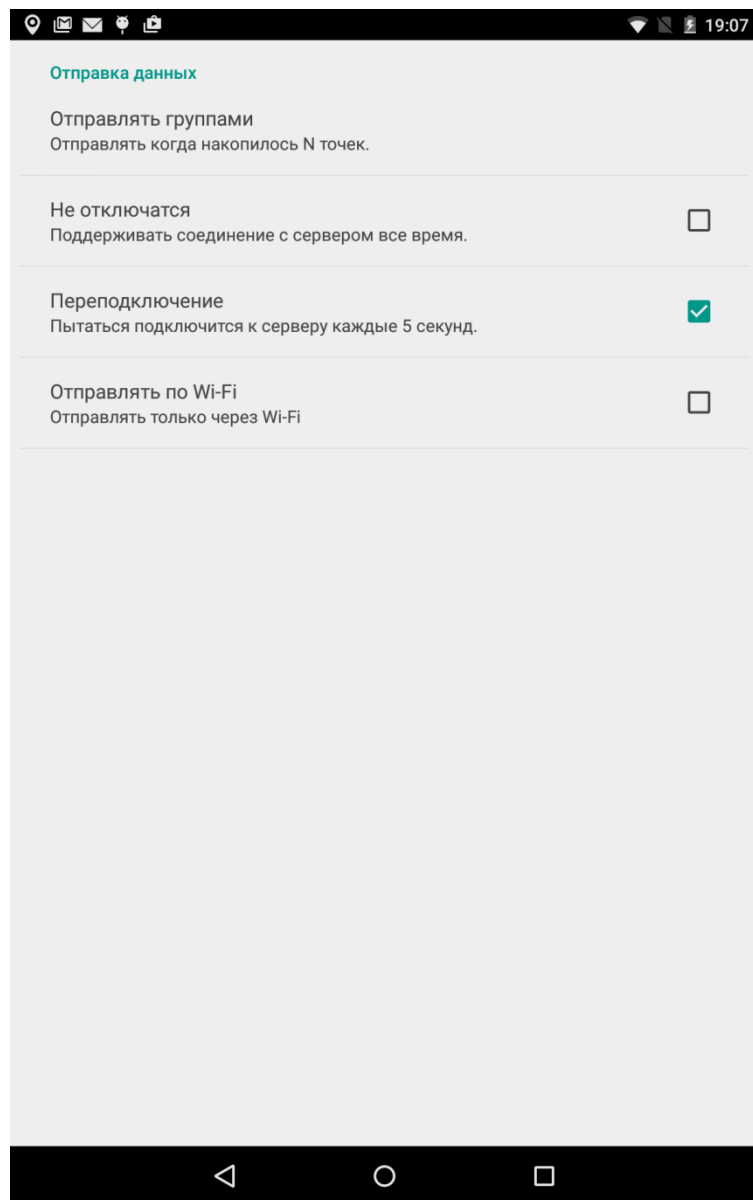 19:07
Отправка данных
Отправлять группами
Отправлять когда накопилось N точек.
Не отключатся
Поддерживать соединение с сервером все время.
Переподключение
Пытаться подключится к серверу каждые 5 секунд.
Отправлять по Wi-Fi
Отправлять только через Wi-Fi